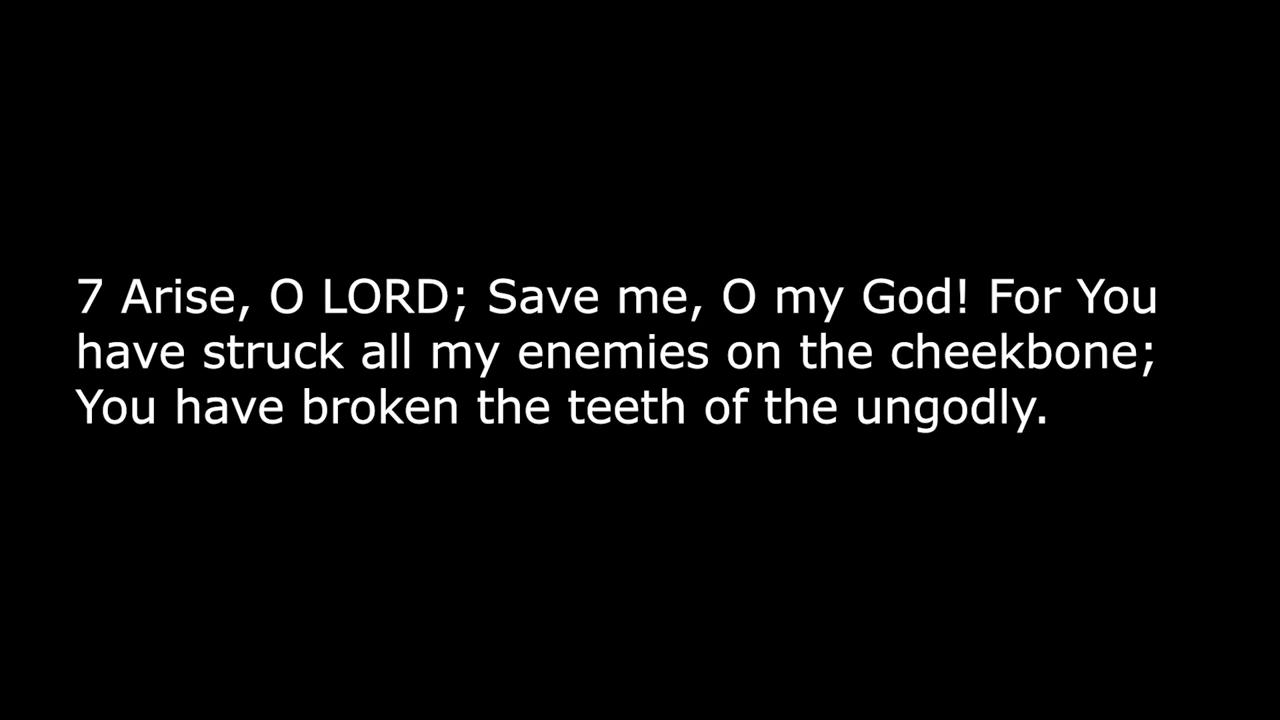 7 Arise, O LORD; Save me, O my God! For You
have struck all my enemies on the cheekbone;
You have broken the teeth of the ungodly.